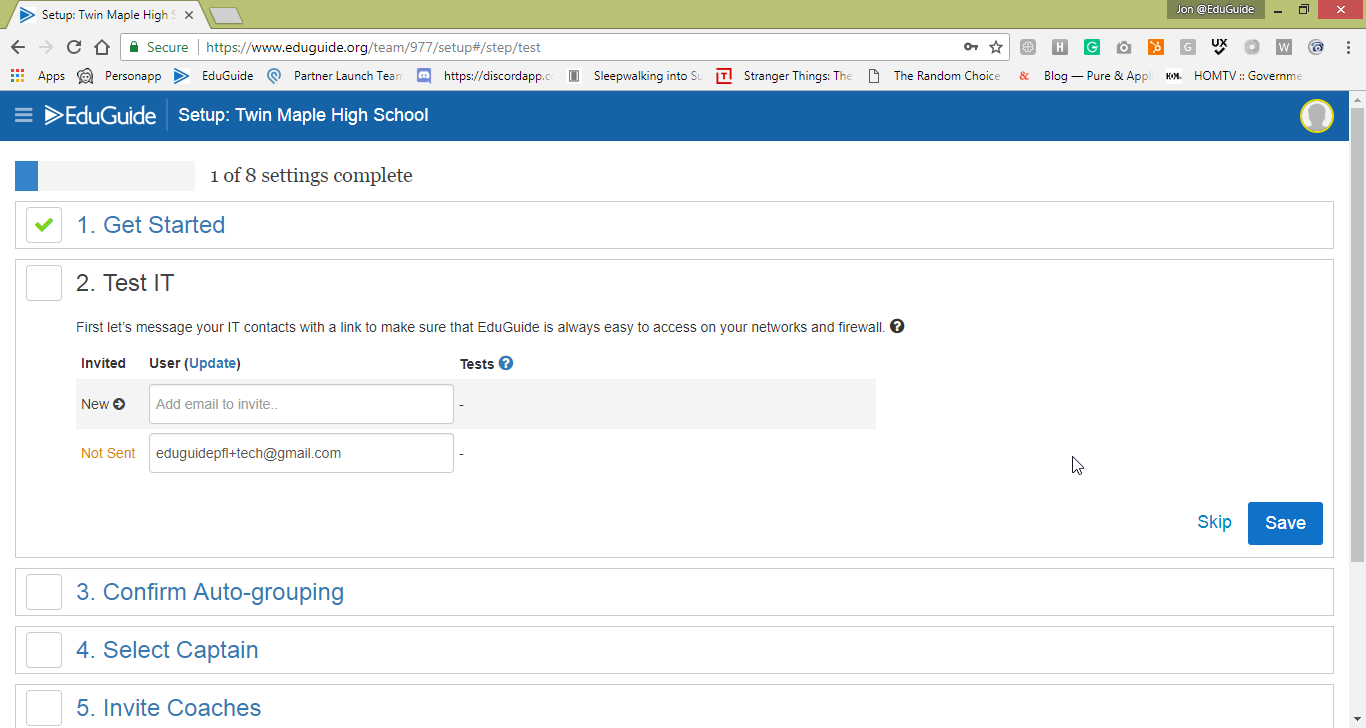 Jon @EduGuide
Setup: Twin Maple High S
Secure https://www.eduguide.org/team/977/setup#/step/test
H G G UX W
Apps Personapp EduGuide Partner Launch Team https://discordapp.c Sleepwalking into Su T Stranger Things: The The Random Choice & Blog — Pure & Appl HOM. HOMTV :: Governme
EduGuide Setup: Twin Maple High School
1 of 8 settings complete
1. Get Started
2. Test IT
First let's message your IT contacts with a link to make sure that EduGuide is always easy to access on your networks and firewall. ?
Invited User (Update) Tests ?
New Add email to invite.. -
Not Sent eduguidepfl+tech@gmail.com -
Skip Save
3. Confirm Auto-grouping
4. Select Captain
5. Invite Coaches